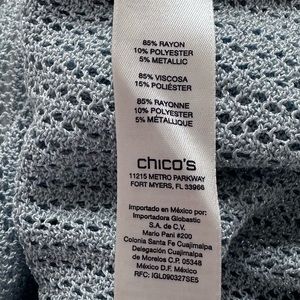 85% RAYON
10% POLYESTER
5% METALLIC
85% VISCOSA
15% POLIÉSTER
85% RAYONNE
10% POLYESTER
5% MÉTALLIQUE
chico's
11215 METRO PARKWAY
FORT MYERS, FL 33966
Importado en México por:
Importadora Globastic
S.A. de C.V.
Mario Pani #200
Colonia Santa Fe Cuajimalpa
Delegación Cuajimalpa
de Morelos C.P. 05348
México D.F. México
RFC: IGL090327SE5